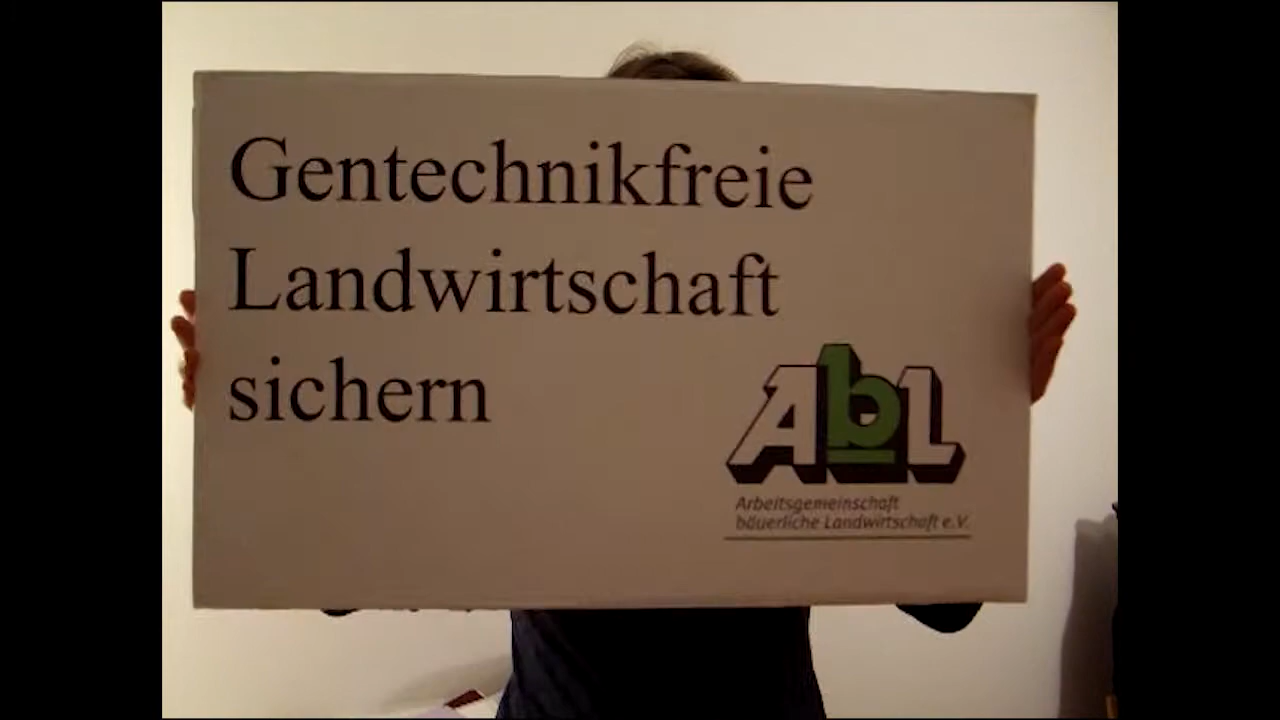 Gentechnikfreie
Landwirtschaft
sichern
AbL
Arbeitsgemeinschaft
bäuerliche Landwirtschaft e.V.